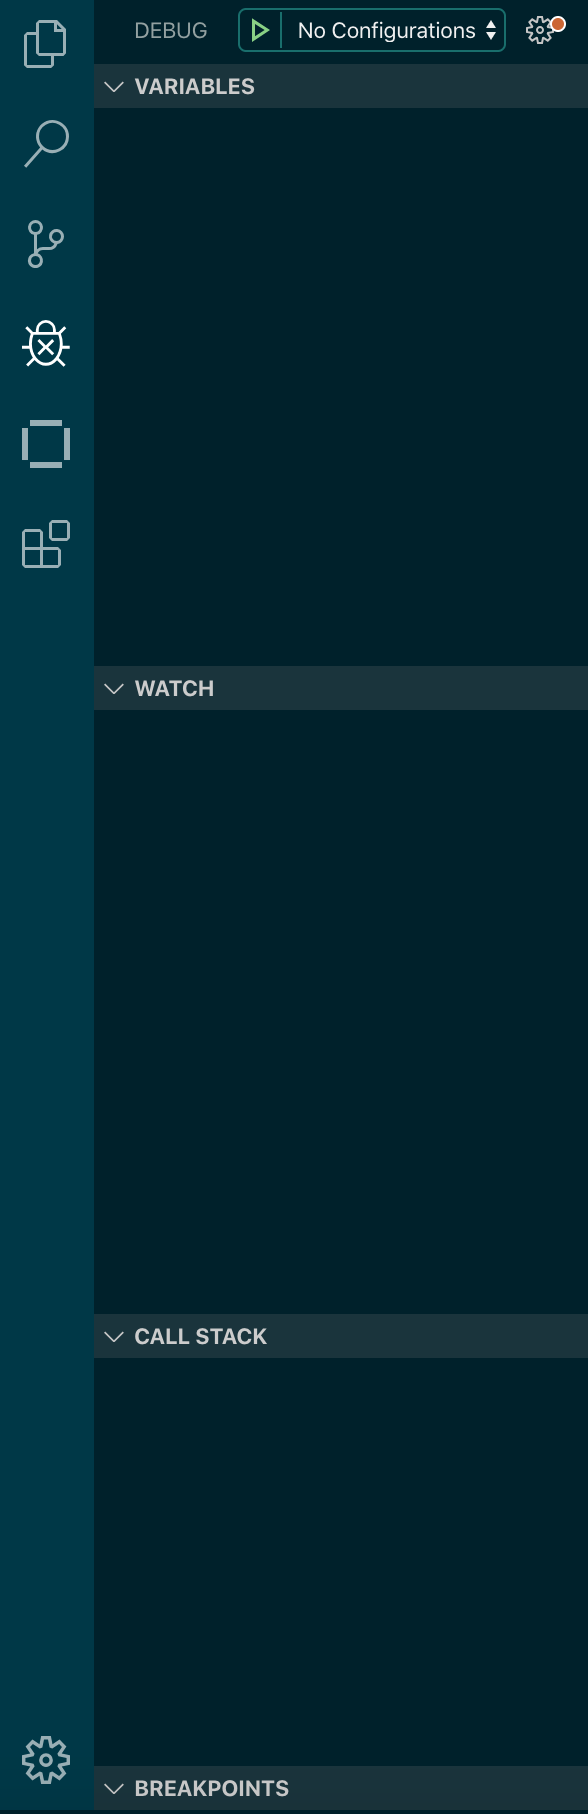 DEBUG No Configurations
VARIABLES
WATCH
CALL STACK
BREAKPOINTS